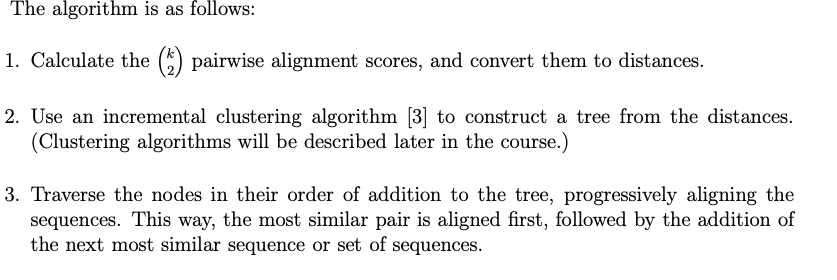 The algorithm is as follows:
1. Calculate the (k 2) pairwise alignment scores, and convert them to distances.
2. Use an incremental clustering algorithm [3] to construct a tree from the distances.
(Clustering algorithms will be described later in the course.)
3. Traverse the nodes in their order of addition to the tree, progressively aligning the
sequences. This way, the most similar pair is aligned first, followed by the addition of
the next most similar sequence or set of sequences.